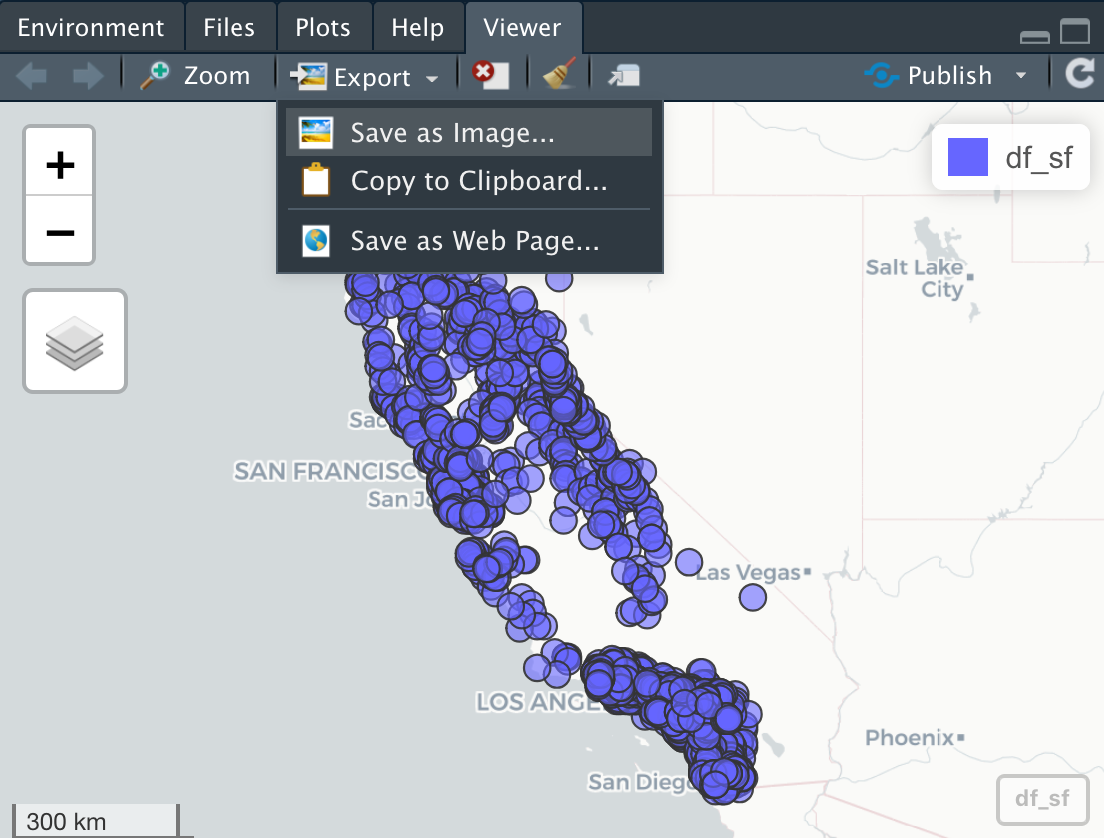 Environment Files Plots Help Viewer
Zoom Export Publish
Save as Image...
Copy to Clipboard...
Save as Web Page...
+
−
df_sf
Salt Lake
City
Sac
SAN FRANCISC
San Jo
Las Vegas
LOS ANGE
Phoenix
San Dieg
df_sf
300 km